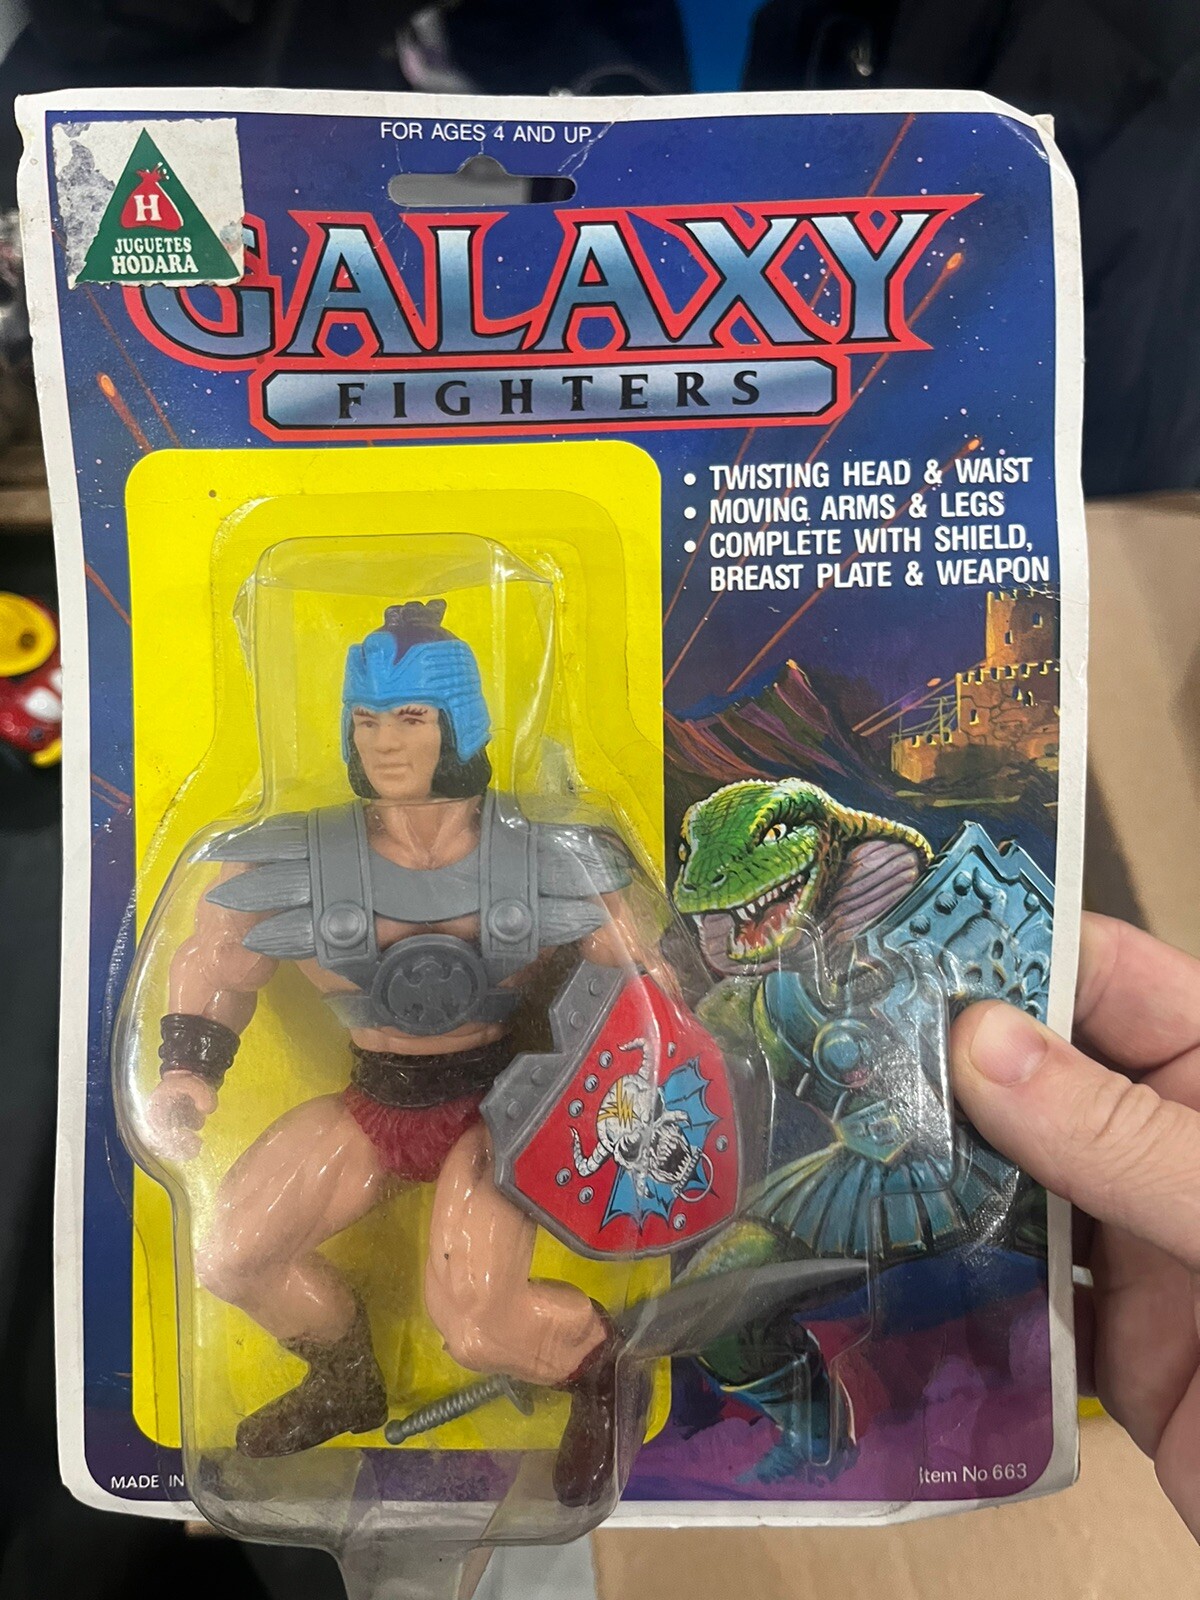 FOR AGES 4 AND UP
H
JUGUETES
HODARA
GALAXY
FIGHTERS
• TWISTING HEAD & WAIST
• MOVING ARMS & LEGS
• COMPLETE WITH SHIELD,
BREAST PLATE & WEAPON
MADE IN
Item No 663